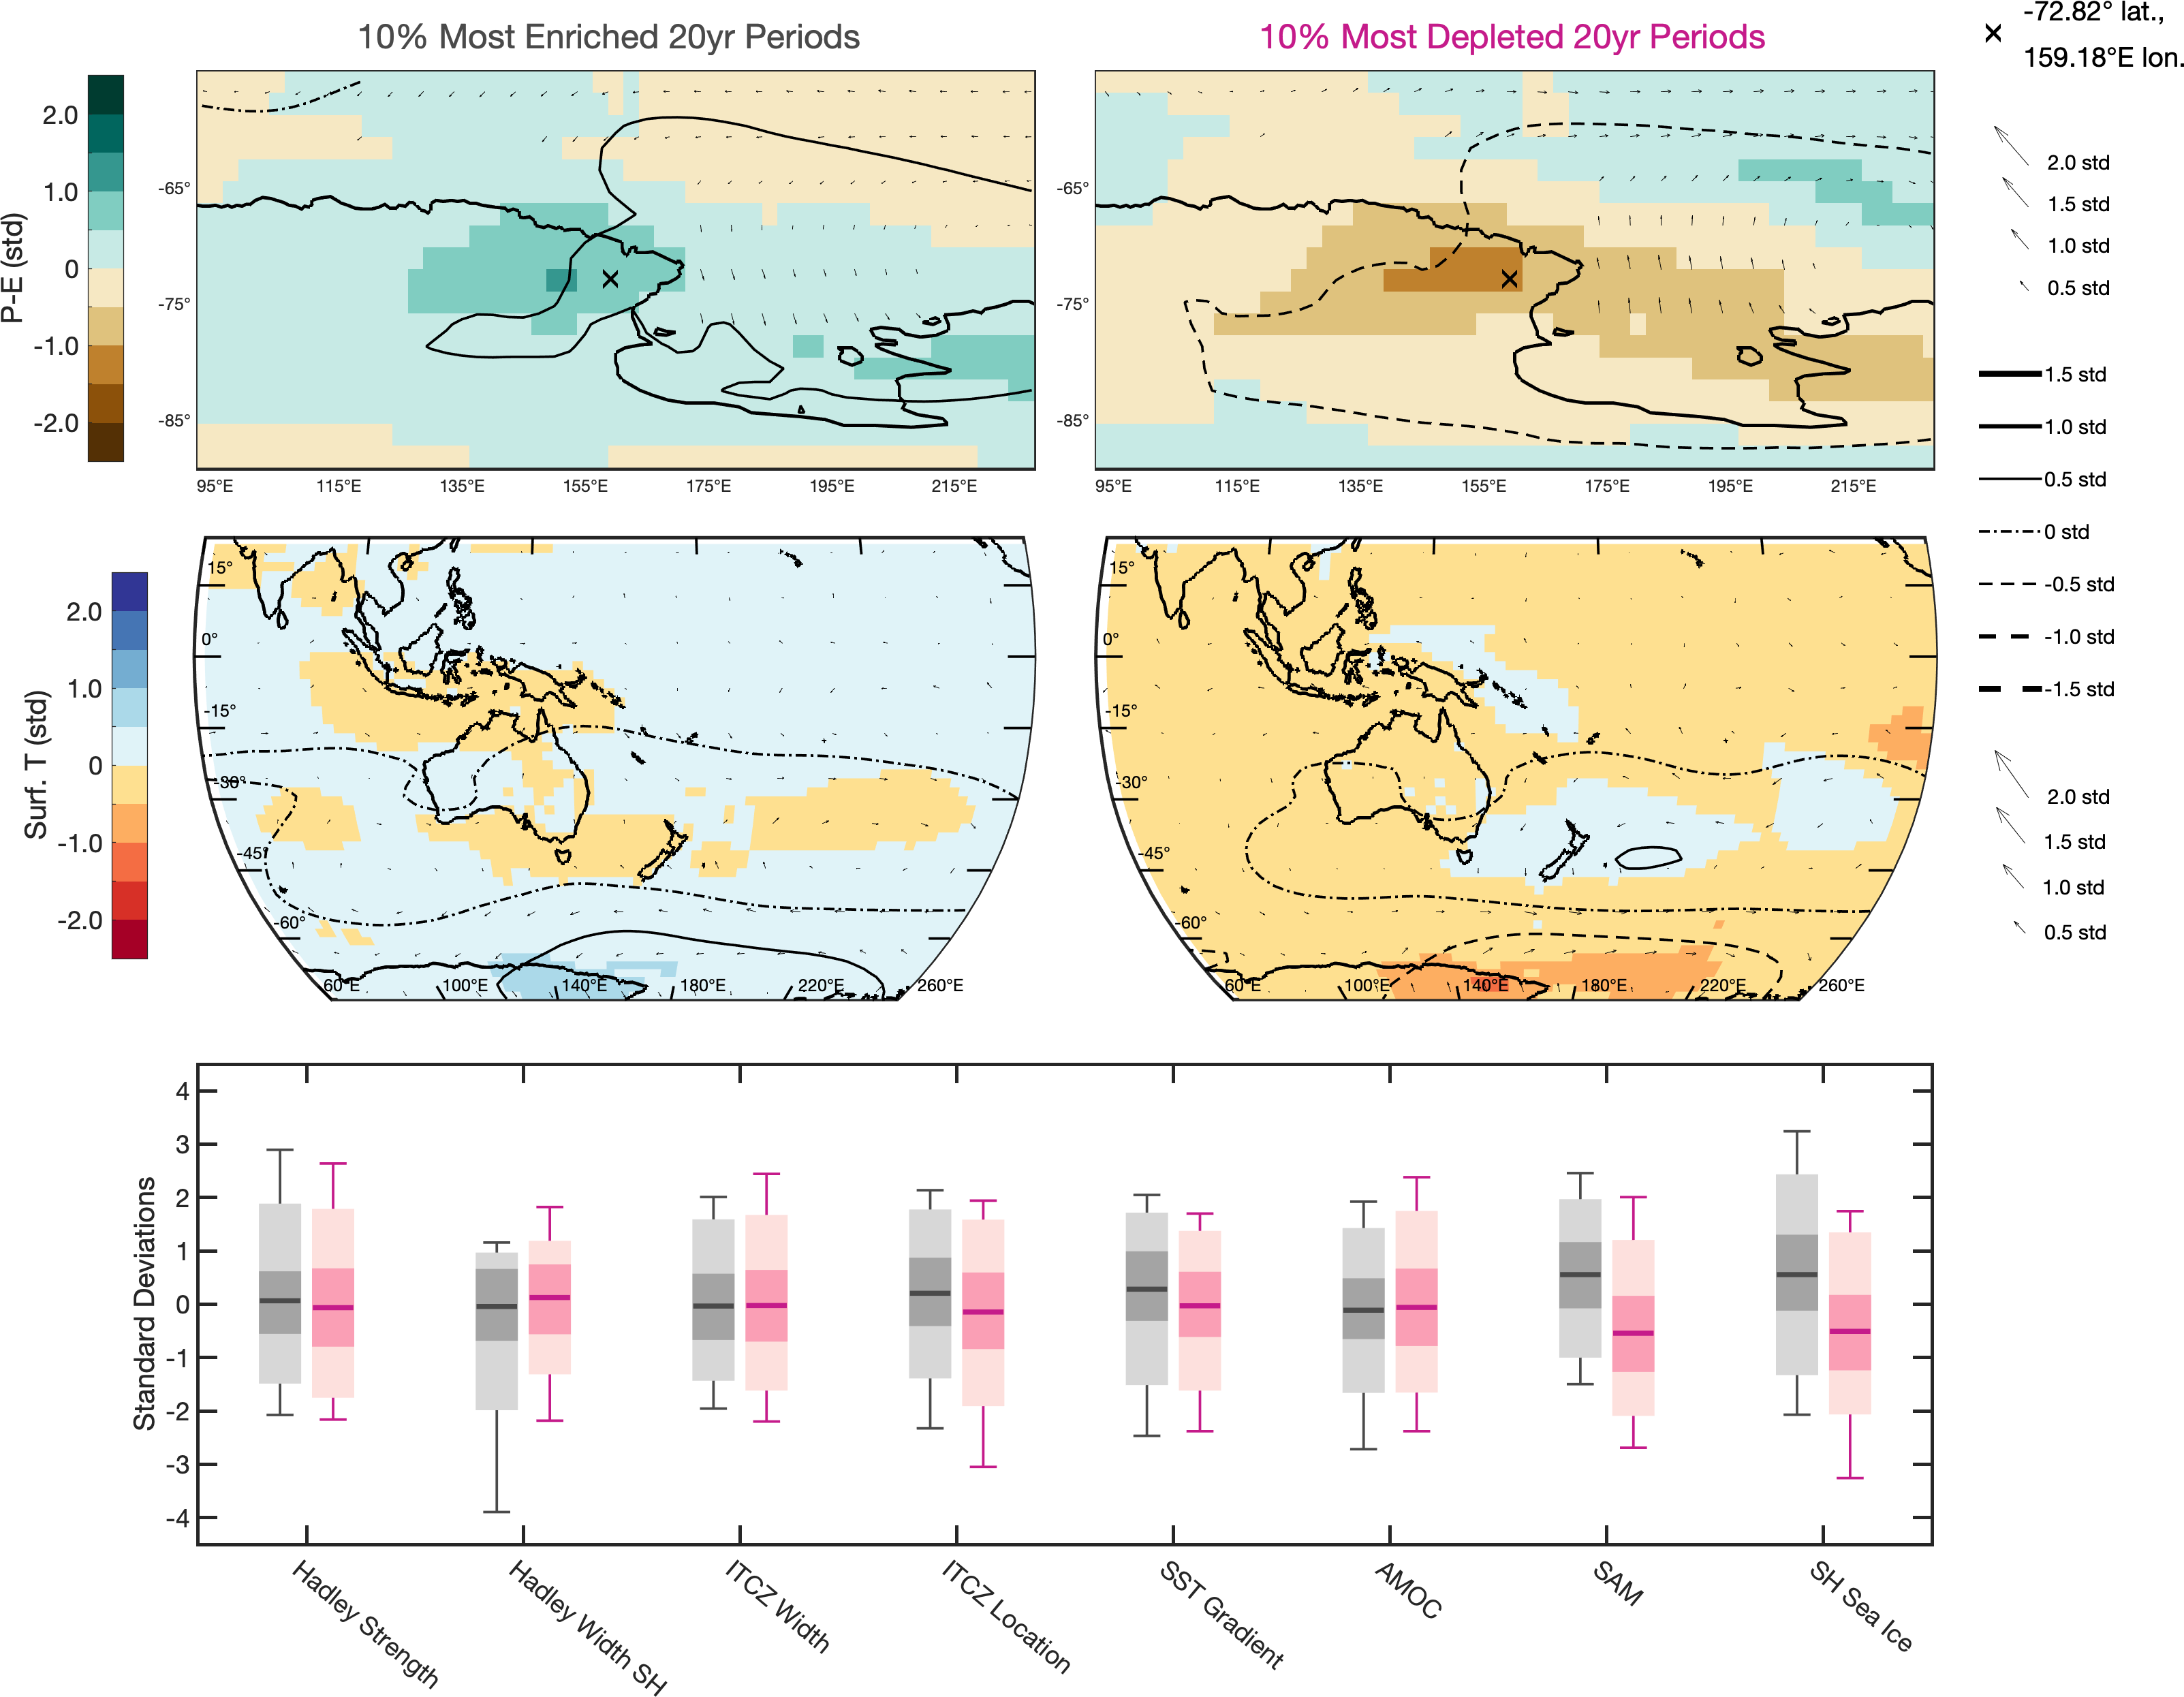 10% Most Enriched 20yr Periods
10% Most Depleted 20yr Periods
-72.82° lat.,
159.18°E lon.
P-E (std)
2.0
1.0
0
-1.0
-2.0
-65°
-75°
-85°
95°E 115°E 135°E 155°E 175°E 195°E 215°E
-65°
-75°
-85°
95°E 115°E 135°E 155°E 175°E 195°E 215°E
2.0 std
1.5 std
1.0 std
0.5 std
1.5 std
1.0 std
0.5 std
0 std
-0.5 std
-1.0 std
-1.5 std
Surf. T (std)
2.0
1.0
0
-1.0
-2.0
15°
0°
-15°
-30°
-45°
-60°
60°E 100°E 140°E 180°E 220°E 260°E
15°
0°
-15°
-30°
-45°
-60°
60°E 100°E 140°E 180°E 220°E 260°E
2.0 std
1.5 std
1.0 std
0.5 std
Standard Deviations
4
3
2
1
0
-1
-2
-3
-4
Hadley Strength
Hadley Width SH
ITCZ Width
ITCZ Location
SST Gradient
AMOC
SAM
SH Sea Ice